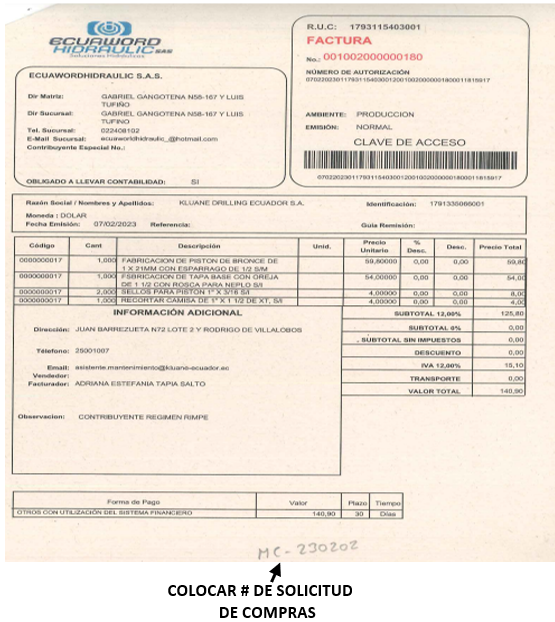 ECUAWORD
HIDRAULIC SAS
Soluciones Hidráulicas
R.U.C: 1793115403001
FACTURA
No.: 001002000000180
NÚMERO DE AUTORIZACIÓN
AMBIENTE: PRODUCCION
EMISIÓN: NORMAL
CLAVE DE ACCESO
ECUAWORDHIDRAULIC S.A.S.
Dir Matriz: GABRIEL GANGOTENA N58-167 Y LUIS
TUFIÑO
Dir Sucursal: GABRIEL GANGOTENA N58-167 Y LUIS
TUFIÑO
Tel. Sucursal: 022408102
E-Mail Sucursal: ecuawordhidraulic_@hotmail.com
Contribuyente Especial No.:
OBLIGADO A LLEVAR CONTABILIDAD: SI
Razón Social / Nombres y Apellidos: KLUANE DRILLING ECUADOR S.A. Identificación: 1791335066001
Moneda : DOLAR
Fecha Emisión: 07/02/2023 Referencia: Guia Remisión:
Código Cant Descripción Unid. Precio Unitario % Desc. Desc. Precio Total
0000000017 1,000 FABRICACION DE PISTON DE BRONCE DE 59,80000 0,00 0,00 59,80
1 X 21MM CON ESPARRAGO DE 1/2 S/M
0000000017 1,000 FSBRICACION DE TAPA BASE CON OREJA 54,00000 0,00 0,00 54,00
DE 1 1/2 CON ROSCA PARA NEPLO S/I
0000000017 2,000 SELLOS PARA PISTON 1" X 3/16 S/I 4,00000 0,00 0,00 8,00
0000000017 1,000 RECORTAR CAMISA DE 1" X 1 1/2 DE XT, S/I 4,00000 0,00 0,00 4,00
INFORMACIÓN ADICIONAL
Dirección: JUAN BARREZUETA N72 LOTE 2 Y RODRIGO DE VILLALOBOS
Télefono: 25001007
Email: asistente.mantenimiento@kluane-ecuador.ec
Vendedor:
Facturador: ADRIANA ESTEFANIA TAPIA SALTO
Observacion: CONTRIBUYENTE REGIMEN RIMPE
SUBTOTAL 12,00% 125,80
SUBTOTAL 0% 0,00
. SUBTOTAL SIN IMPUESTOS 0,00
DESCUENTO 0,00
IVA 12,00% 15,10
TRANSPORTE 0,00
VALOR TOTAL 140,90
Forma de Pago Valor Plazo Tiempo
OTROS CON UTILIZACIÓN DEL SISTEMA FINANCIERO 140,90 30 Días
MC-230202
COLOCAR # DE SOLICITUD
DE COMPRAS